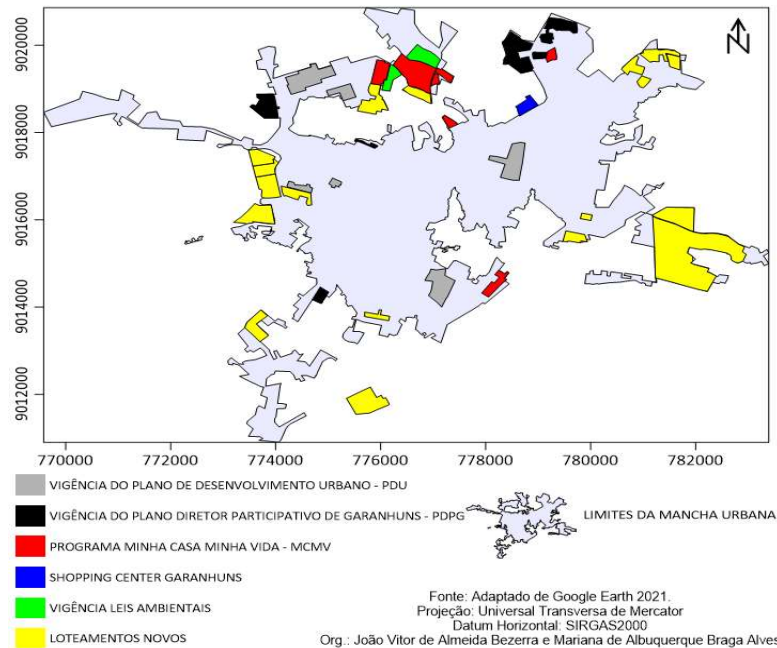 9020000
9018000
9016000
9014000
9012000
N
770000 772000 774000 776000 778000 780000 782000
VIGÊNCIA DO PLANO DE DESENVOLVIMENTO URBANO - PDU
VIGÊNCIA DO PLANO DIRETOR PARTICIPATIVO DE GARANHUNS - PDPG
LIMITES DA MANCHA URBANA
PROGRAMA MINHA CASA MINHA VIDA - MCMV
SHOPPING CENTER GARANHUNS
VIGÊNCIA LEIS AMBIENTAIS
LOTEAMENTOS NOVOS
Fonte: Adaptado de Google Earth 2021.
Projeção: Universal Transversa de Mercator
Datum Horizontal: SIRGAS2000
Org.: João Vitor de Almeida Bezerra e Mariana de Albuquerque Braga Alves